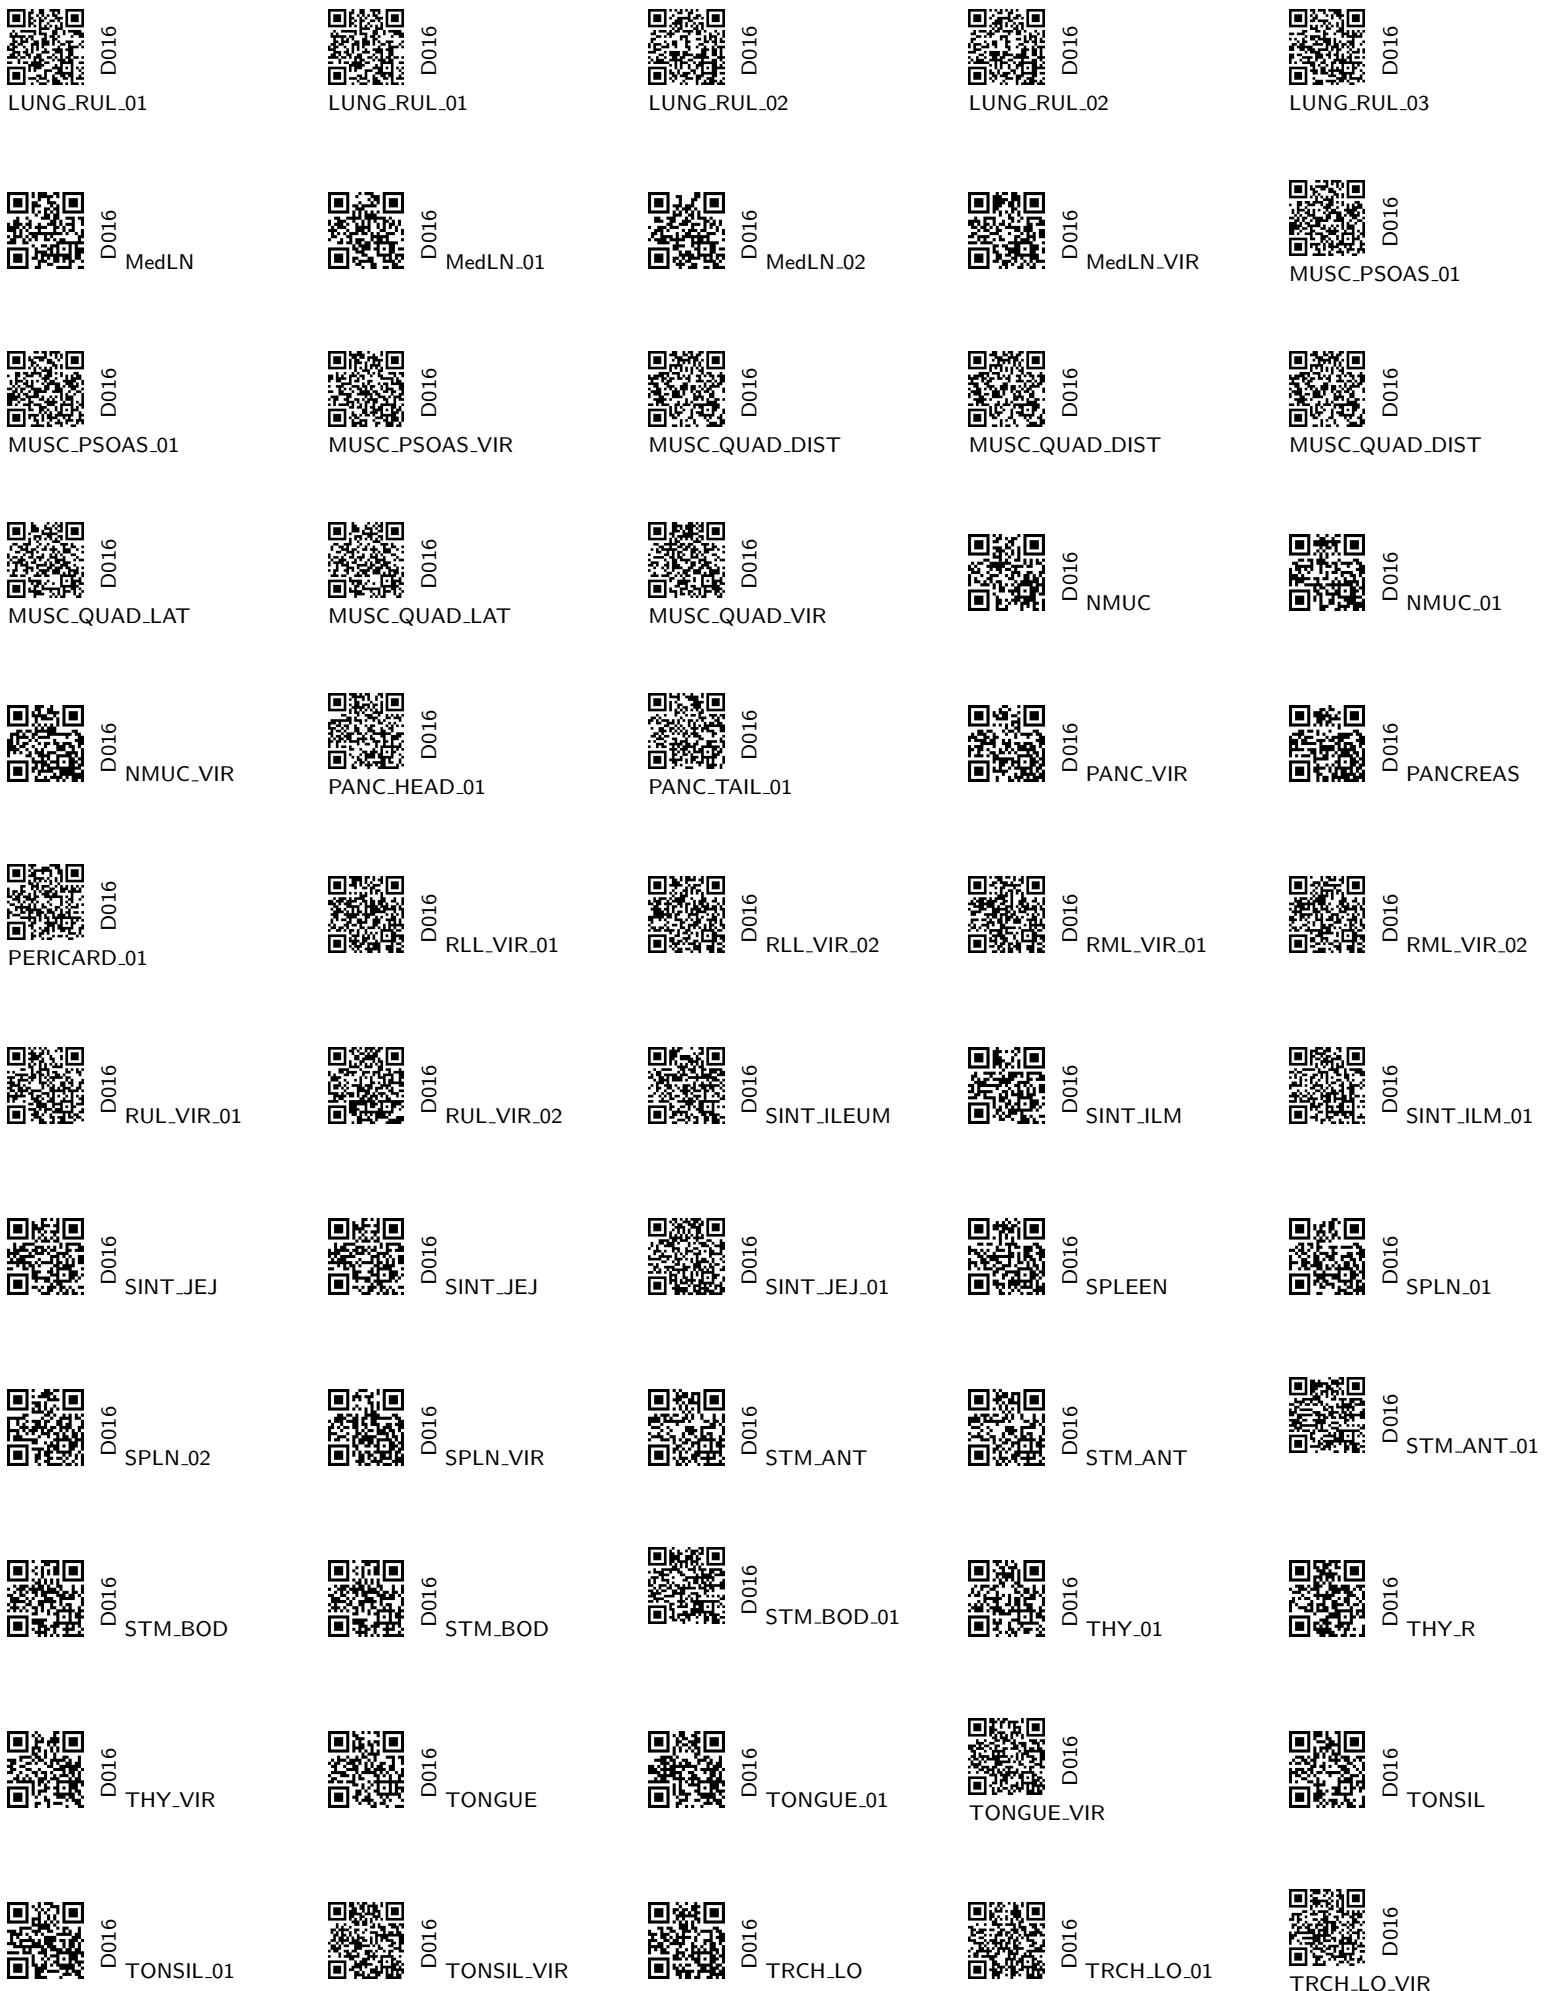 D016
LUNG_RUL_01
D016
LUNG_RUL_01
D016
LUNG_RUL_02
D016
LUNG_RUL_02
D016
LUNG_RUL_03
D016
MedLN
D016
MedLN_01
D016
MedLN_02
D016
MedLN_VIR
D016
MUSC_PSOAS_01
D016
MUSC_PSOAS_01
D016
MUSC_PSOAS_VIR
D016
MUSC_QUAD_DIST
D016
MUSC_QUAD_DIST
D016
MUSC_QUAD_DIST
D016
MUSC_QUAD_LAT
D016
MUSC_QUAD_LAT
D016
MUSC_QUAD_VIR
D016
NMUC
D016
NMUC_01
D016
NMUC_VIR
D016
PANC_HEAD_01
D016
PANC_TAIL_01
D016
PANC_VIR
D016
PANCREAS
D016
PERICARD_01
D016
RLL_VIR_01
D016
RLL_VIR_02
D016
RML_VIR_01
D016
RML_VIR_02
D016
RUL_VIR_01
D016
RUL_VIR_02
D016
SINT_ILEUM
D016
SINT_ILM
D016
SINT_ILM_01
D016
SINT_JEJ
D016
SINT_JEJ
D016
SINT_JEJ_01
D016
SPLEEN
D016
SPLN_01
D016
SPLN_02
D016
SPLN_VIR
D016
STM_ANT
D016
STM_ANT
D016
STM_ANT_01
D016
STM_BOD
D016
STM_BOD
D016
STM_BOD_01
D016
THY_01
D016
THY_R
D016
THY_VIR
D016
TONGUE
D016
TONGUE_01
D016
TONGUE_VIR
D016
TONSIL
D016
TONSIL_01
D016
TONSIL_VIR
D016
TRCH_LO
D016
TRCH_LO_01
D016
TRCH_LO_VIR